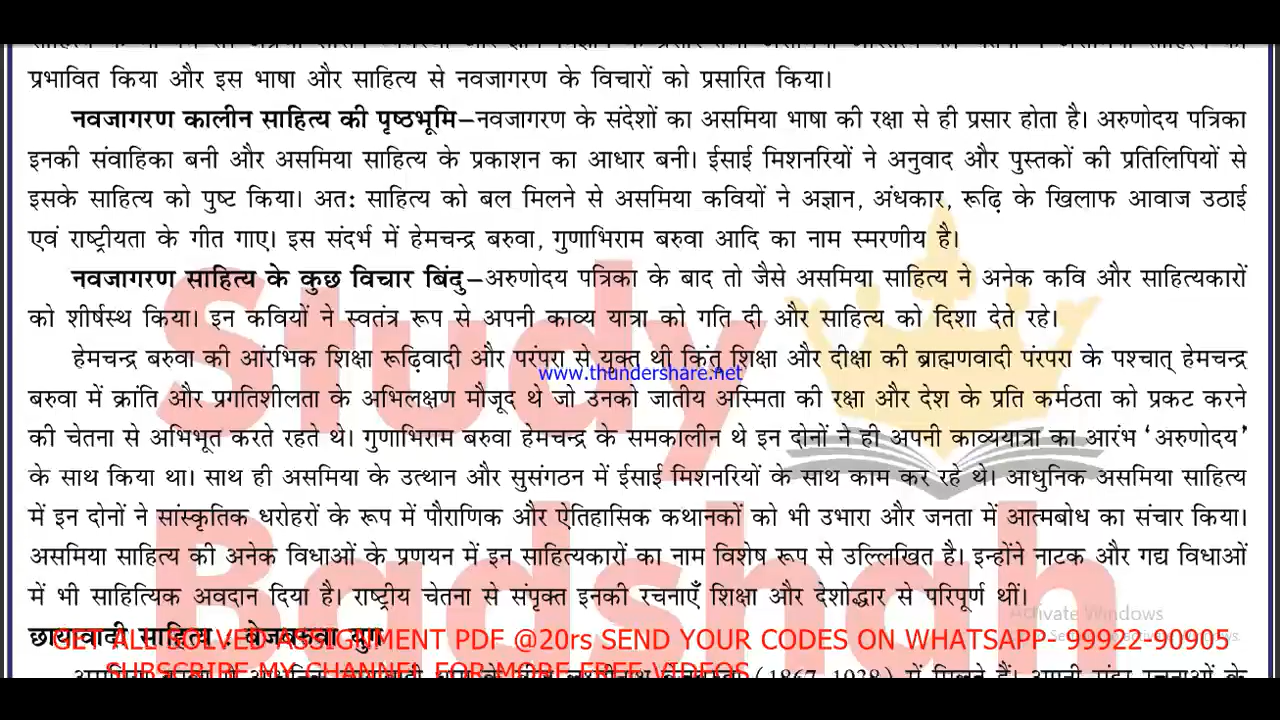 प्रभावित किया और इस भाषा और साहित्य से नवजागरण के विचारों को प्रसारित किया।
नवजागरण कालीन साहित्य की पृष्ठभूमि–नवजागरण के संदेशों का असमिया भाषा की रक्षा से ही प्रसार होता है। अरुणोदय पत्रिका
इनकी संवाहिका बनी और असमिया साहित्य के प्रकाशन का आधार बनी। ईसाई मिशनरियों ने अनुवाद और पुस्तकों की प्रतिलिपियों से
इसके साहित्य को पुष्ट किया। अतः साहित्य को बल मिलने से असमिया कवियों ने अज्ञान, अंधकार, रूढ़ि के खिलाफ आवाज उठाई
एवं राष्ट्रीयता के गीत गाए। इस संदर्भ में हेमचन्द्र बरुवा, गुणाभिराम बरुवा आदि का नाम स्मरणीय है।
नवजागरण साहित्य के कुछ विचार बिंदु–अरुणोदय पत्रिका के बाद तो जैसे असमिया साहित्य ने अनेक कवि और साहित्यकारों
को शीर्षस्थ किया। इन कवियों ने स्वतंत्र रूप से अपनी काव्य यात्रा को गति दी और साहित्य को दिशा देते रहे।
हेमचन्द्र बरुवा की आंरभिक शिक्षा रूढ़िवादी और परंपरा से युक्त थी किंतु शिक्षा और दीक्षा की ब्राह्मणवादी पंरपरा के पश्चात् हेमचन्द्र
www.thundershare.net
बरुवा में क्रांति और प्रगतिशीलता के अभिलक्षण मौजूद थे जो उनको जातीय अस्मिता की रक्षा और देश के प्रति कर्मठता को प्रकट करने
की चेतना से अभिभूत करते रहते थे। गुणाभिराम बरुवा हेमचन्द्र के समकालीन थे इन दोनों ने ही अपनी काव्ययात्रा का आरंभ ‘अरुणोदय’
के साथ किया था। साथ ही असमिया के उत्थान और सुसंगठन में ईसाई मिशनरियों के साथ काम कर रहे थे। आधुनिक असमिया साहित्य
में इन दोनों ने सांस्कृतिक धरोहरों के रूप में पौराणिक और ऐतिहासिक कथानकों को भी उभारा और जनता में आत्मबोध का संचार किया।
असमिया साहित्य की अनेक विधाओं के प्रणयन में इन साहित्यकारों का नाम विशेष रूप से उल्लिखित है। इन्होंने नाटक और गद्य विधाओं
में भी साहित्यिक अवदान दिया है। राष्ट्रीय चेतना से संपृक्त इनकी रचनाएँ शिक्षा और देशोद्धार से परिपूर्ण थीं।
Study
Badshah
Activate Windows
छायावादी साहित्य : बेजबरुवा युग
GET ALL SOLVED ASSIGNMENT PDF @20rs SEND YOUR CODES ON WHATSAPP- 99922-90905
SUBSCRIBE MY CHANNEL FOR MORE FREE VIDEOS
(1867-1938) में मिलते हैं।